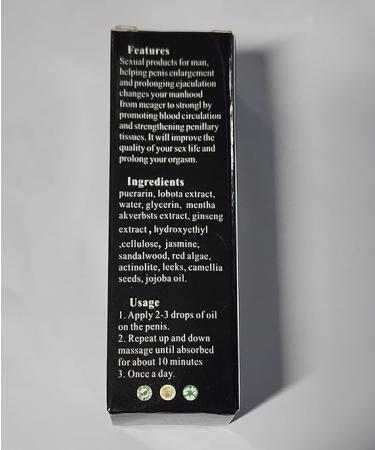 Features
Sexual products for man,
helping penis enlargement
and prolonging ejaculation
changes your manhood
from meager to strongl by
promoting blood circulation
and strengthening penillary
tissues. It will improve the
quality of your sex life and
prolong your orgasm.
Ingredients
puerarin, lobota extract,
water, glycerin, mentha
akverbsts extract, ginseng
extract, hydroxyethyl
,cellulose, jasmine,
sandalwood, red algae,
actinolite, leeks, camellia
seeds, jojoba oil.
Usage
1. Apply 2-3 drops of oil
on the penis.
2. Repeat up and down
massage until absorbed
for about 10 minutes
3. Once a day.